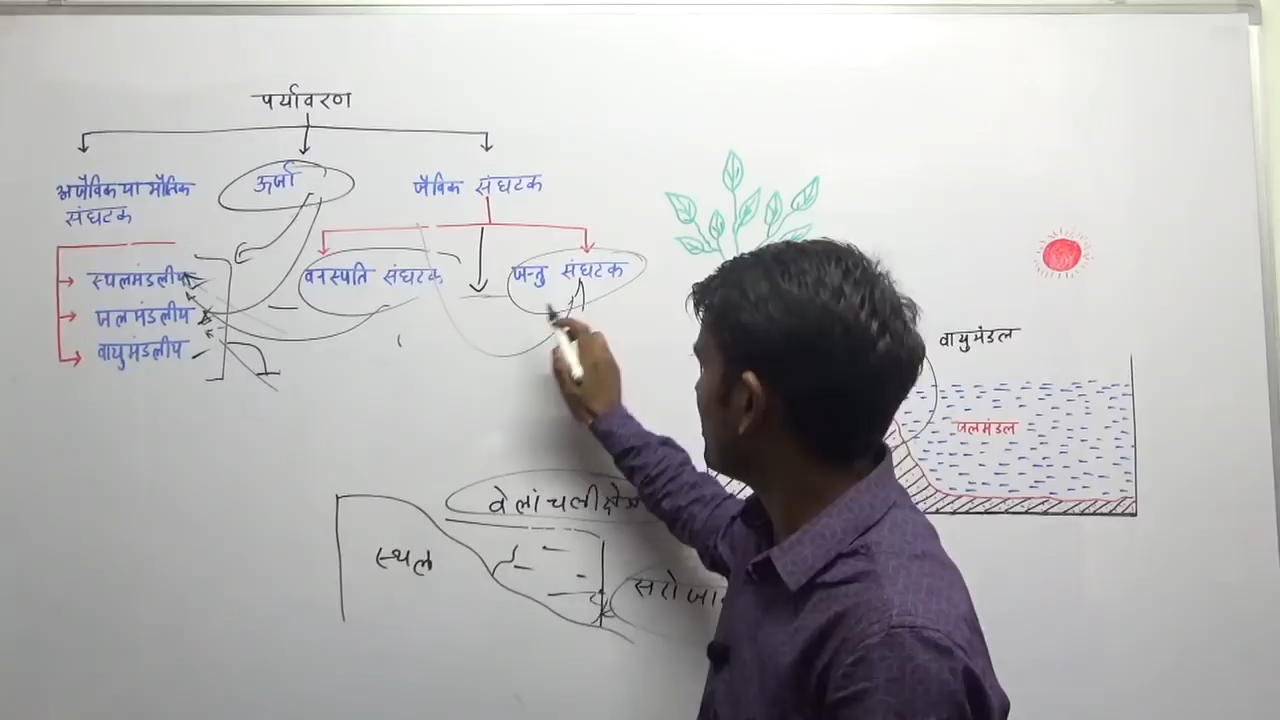 पर्यावरण
अजैविक या भौतिक
संघटक
ऊर्जा
जैविक संघटक
स्थलमंडलीय
जलमंडलीय
वायुमंडलीय
वनस्पति संघटक
जन्तु संघटक
वायुमंडल
जलमंडल
वेलांचली
स्थल